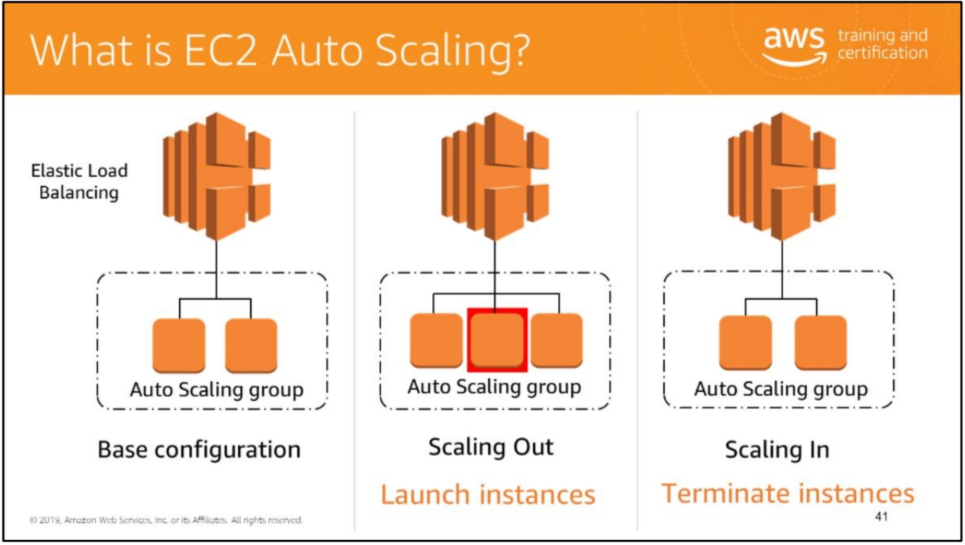 What is EC2 Auto Scaling?
aws training and
certification
Elastic Load
Balancing
Auto Scaling group
Base configuration
Auto Scaling group
Scaling Out
Launch instances
Auto Scaling group
Scaling In
Terminate instances
© 2019, Amazon Web Services, Inc. or its Affiliates. All rights reserved.
41